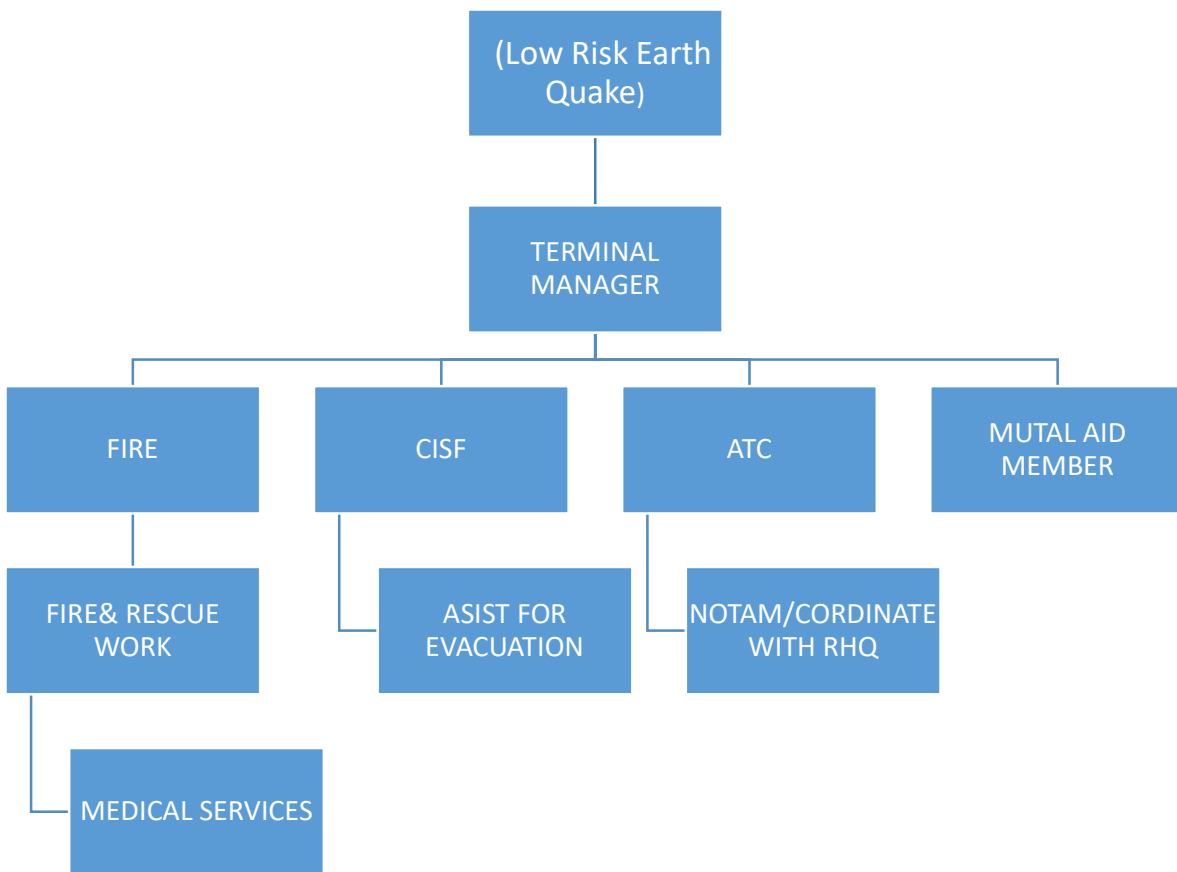 (Low Risk Earth
Quake)
TERMINAL
MANAGER
FIRE
CISF
ATC
MUTAL AID
MEMBER
FIRE& RESCUE
WORK
ASIST FOR
EVACUATION
NOTAM/CORDINATE
WITH RHQ
MEDICAL SERVICES